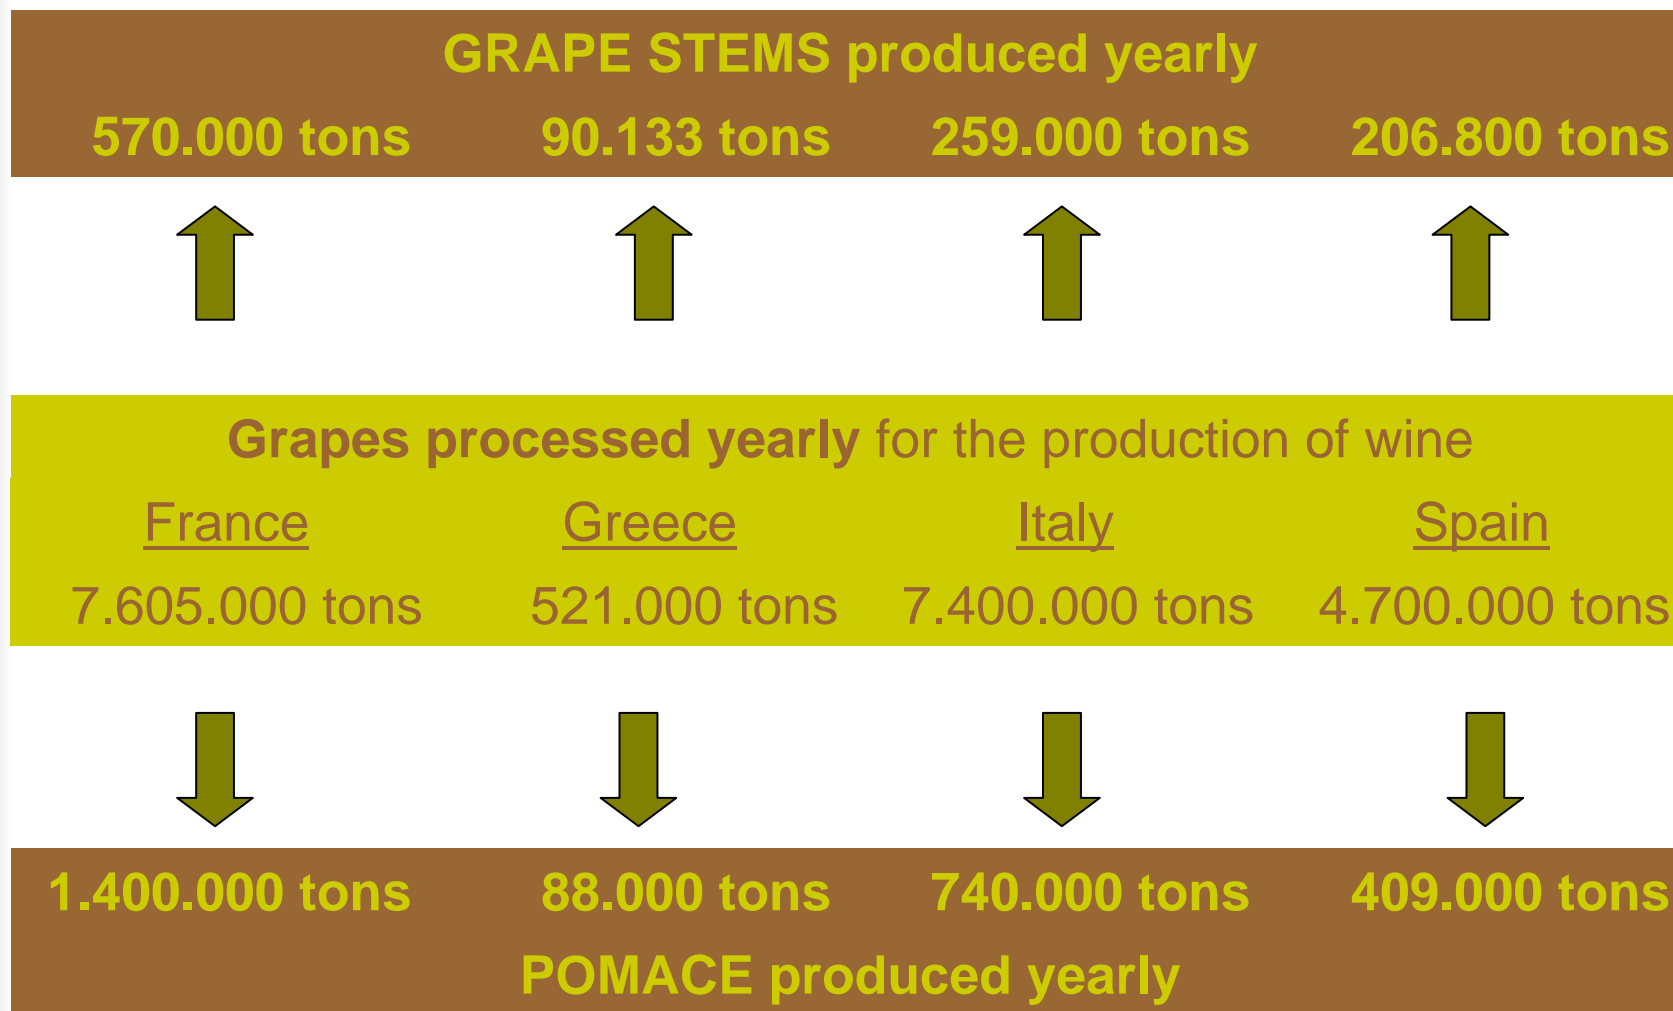 GRAPE STEMS produced yearly
570.000 tons 90.133 tons 259.000 tons 206.800 tons
Grapes processed yearly for the production of wine
France Greece Italy Spain
7.605.000 tons 521.000 tons 7.400.000 tons 4.700.000 tons
1.400.000 tons 88.000 tons 740.000 tons 409.000 tons
POMACE produced yearly